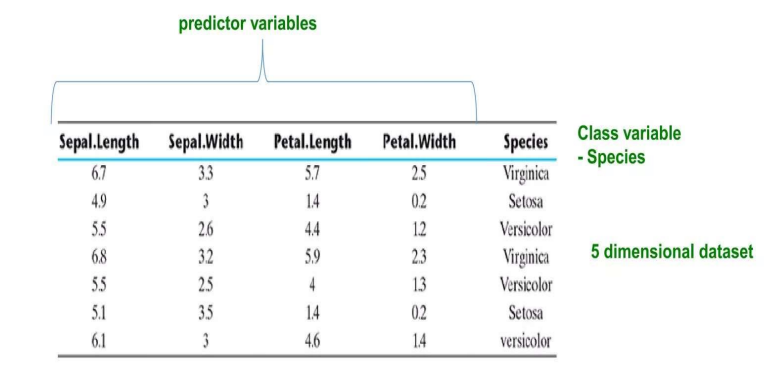 predictor variables
Sepal.Length Sepal.Width Petal.Length Petal.Width Species
Class variable
- Species
6.7 3.3 5.7 2.5 Virginica
4.9 3 1.4 0.2 Setosa
5.5 2.6 4.4 1.2 Versicolor
6.8 3.2 5.9 2.3 Virginica
5 dimensional dataset
5.5 2.5 4 1.3 Versicolor
5.1 3.5 1.4 0.2 Setosa
6.1 3 4.6 1.4 versicolor